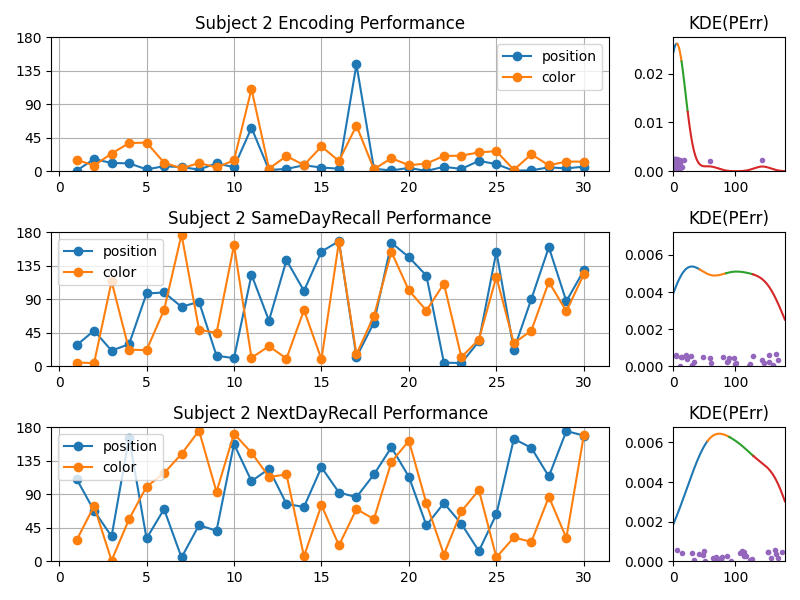 Subject 2 Encoding Performance
KDE(PErr)
180
135
90
45
0
position
color
0.02
0.01
0.00
0 5 10 15 20 25 30
0 100
Subject 2 SameDayRecall Performance
KDE(PErr)
180
135
90
45
0
position
color
0.006
0.004
0.002
0.000
0 5 10 15 20 25 30
0 100
Subject 2 NextDayRecall Performance
KDE(PErr)
180
135
90
45
0
position
color
0.006
0.004
0.002
0.000
0 5 10 15 20 25 30
0 100